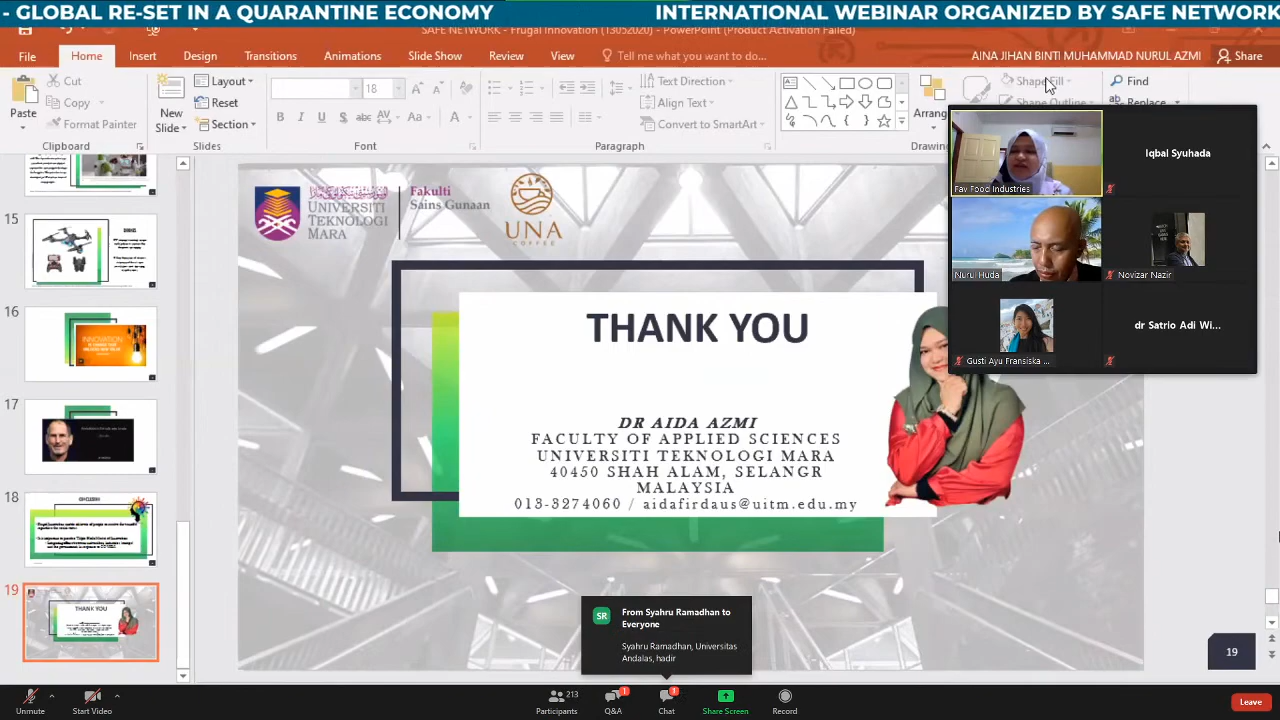 - GLOBAL RE-SET IN A QUARANTINE ECONOMY
INTERNATIONAL WEBINAR ORGANIZED BY SAFE NETWORK
SAFE NETWORK - Frugal Innovation (13052020) - PowerPoint (Product Activation Failed)
File
Home
Insert
Design
Transitions
Animations
Slide Show
Review
View
Tell me what you want to do...
AINA JIHAN BINTI MUHAMMAD NURUL AZMI
Share
Paste
Cut
Copy
Format Painter
Clipboard
New
Slide
Layout
Reset
Section
Slides
18
Font
Text Direction
Align Text
Convert to SmartArt
Paragraph
Arrange
Drawing
Shape Fill
Shape Outline
Find
Replace
Fav Food Industries
Iqbal Syuhada
Nurul Huda
Novizar Nazir
Gusti Ayu Fransiska ...
dr Satrio Adi Wi...
15
16
INNOVATION
17
18
19
THANK YOU
UNIVERSITI
TEKNOLOGI
MARA
Fakulti
Sains Gunaan
UNA
COFFEE
THANK YOU
DR AIDA AZMI
FACULTY OF APPLIED SCIENCES
UNIVERSITI TEKNOLOGI MARA
40450 SHAH ALAM, SELANGR
MALAYSIA
013-3274060 / aidafirdaus@uitm.edu.my
19
SR
From Syahru Ramadhan to
Everyone
Syahru Ramadhan, Universitas
Andalas, hadir
Unmute
Start Video
213
Participants
1
Q&A
1
Chat
Share Screen
Record
Leave